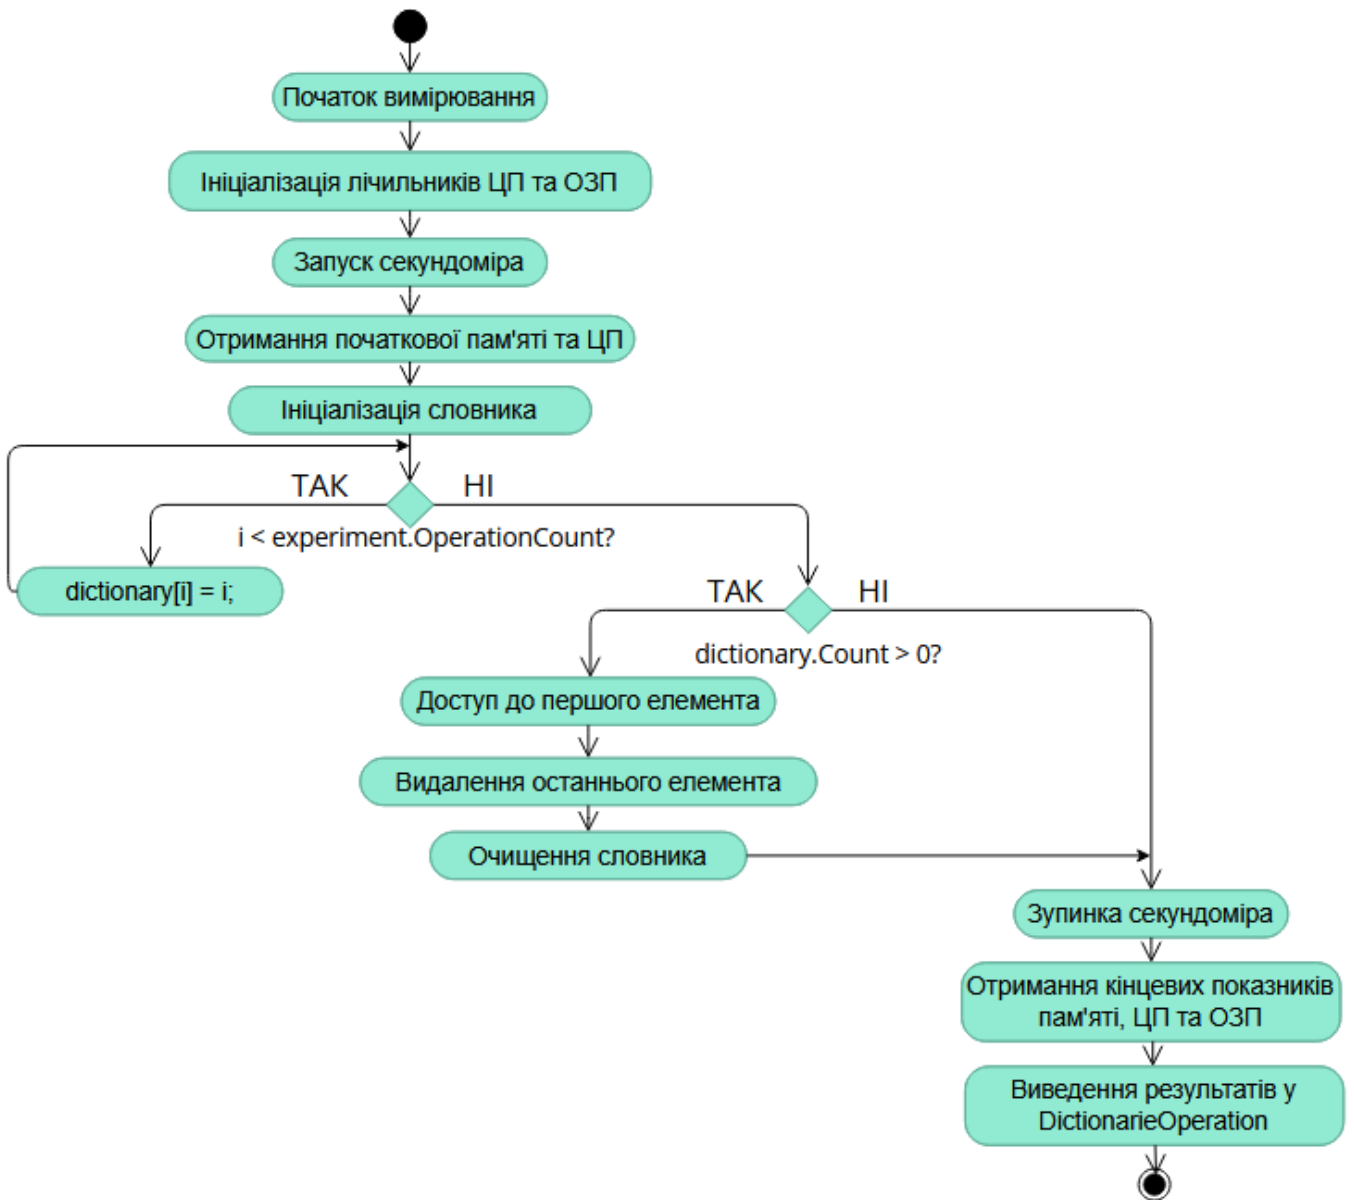 Початок вимірювання
Ініціалізація лічильників ЦП та ОЗП
Запуск секундоміра
Отримання початкової пам'яті та ЦП
Ініціалізація словника
ТАК НІ
i < experiment.OperationCount?
dictionary[i] = i;
ТАК НІ
dictionary.Count > 0?
Доступ до першого елемента
Видалення останнього елемента
Очищення словника
Зупинка секундоміра
Отримання кінцевих показників
пам'яті, ЦП та ОЗП
Виведення результатів у
DictionarieOperation